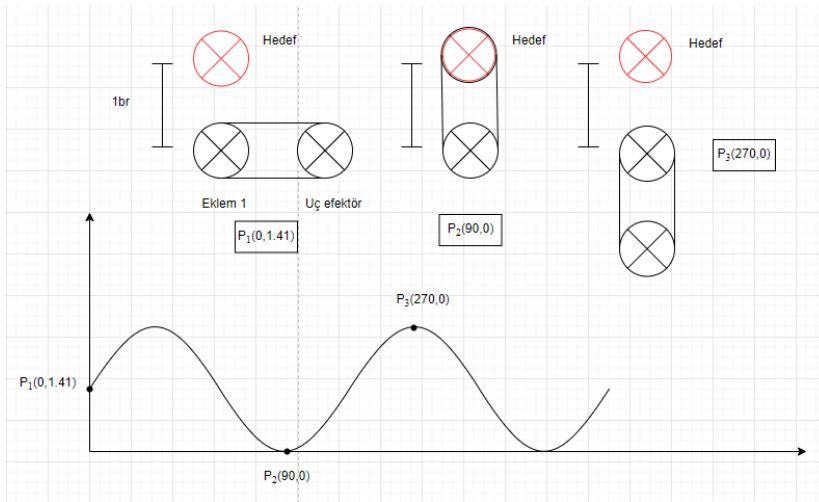 Hedef
Hedef
Hedef
1br
P3(270,0)
Eklem 1
Uç efektör
P1(0,1.41)
P2(90,0)
P3(270,0)
P1(0,1.41)
P2(90,0)